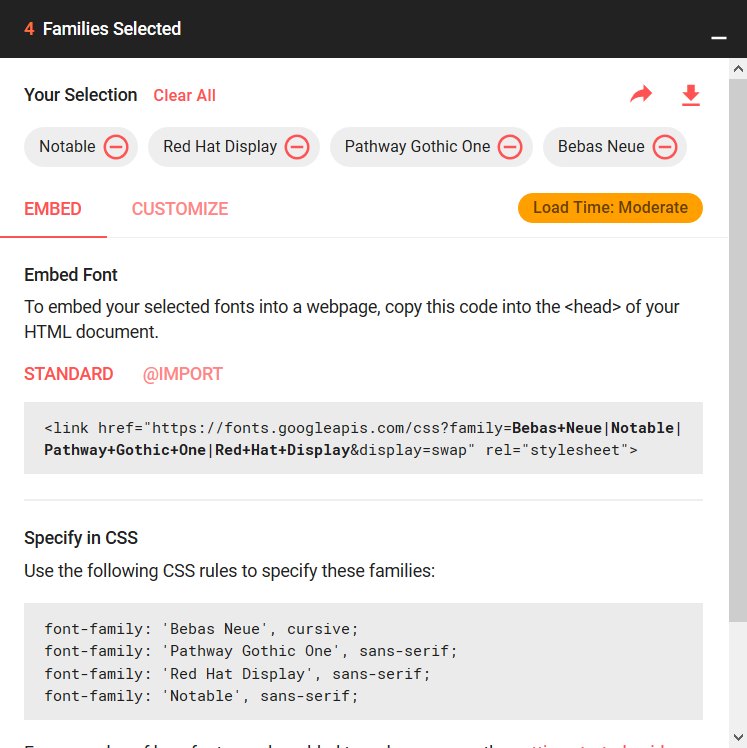 4 Families Selected
Your Selection Clear All
Notable Red Hat Display Pathway Gothic One Bebas Neue
EMBED CUSTOMIZE Load Time: Moderate
Embed Font
To embed your selected fonts into a webpage, copy this code into the <head> of your
HTML document.
STANDARD @IMPORT
<link href="https://fonts.googleapis.com/css?family=Bebas+Neue|Notable|
Pathway+Gothic+One|Red+Hat+Display&display=swap" rel="stylesheet">
Specify in CSS
Use the following CSS rules to specify these families:
font-family: 'Bebas Neue', cursive;
font-family: 'Pathway Gothic One', sans-serif;
font-family: 'Red Hat Display', sans-serif;
font-family: 'Notable', sans-serif;